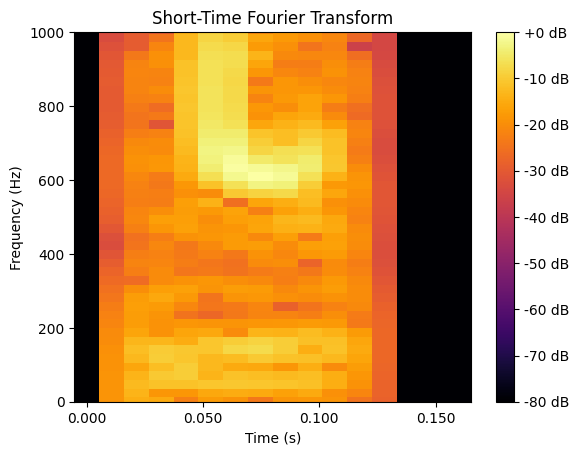 Short-Time Fourier Transform
1000
800
600
400
200
0
Frequency (Hz)
0.000
0.050
0.100
0.150
Time (s)
+0 dB
-10 dB
-20 dB
-30 dB
-40 dB
-50 dB
-60 dB
-70 dB
-80 dB